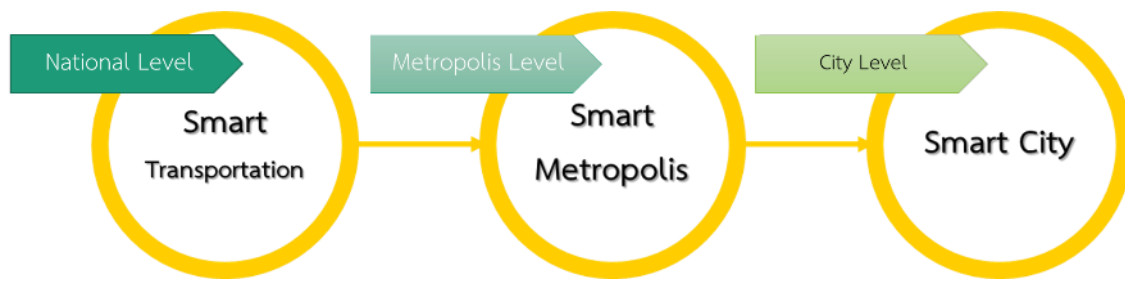 National Level
Smart
Transportation
Metropolis Level
Smart
Metropolis
City Level
Smart City